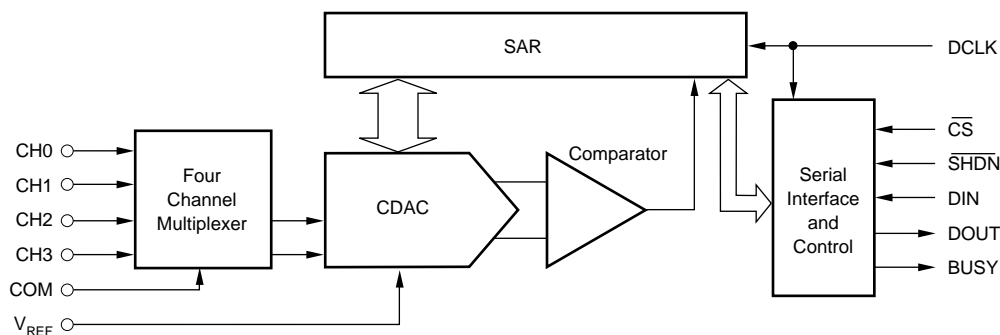 SAR
DCLK
CH0
CH1
CH2
CH3
COM
VREF
Four
Channel
Multiplexer
CDAC
Comparator
Serial
Interface
and
Control
CS
SHDN
DIN
DOUT
BUSY